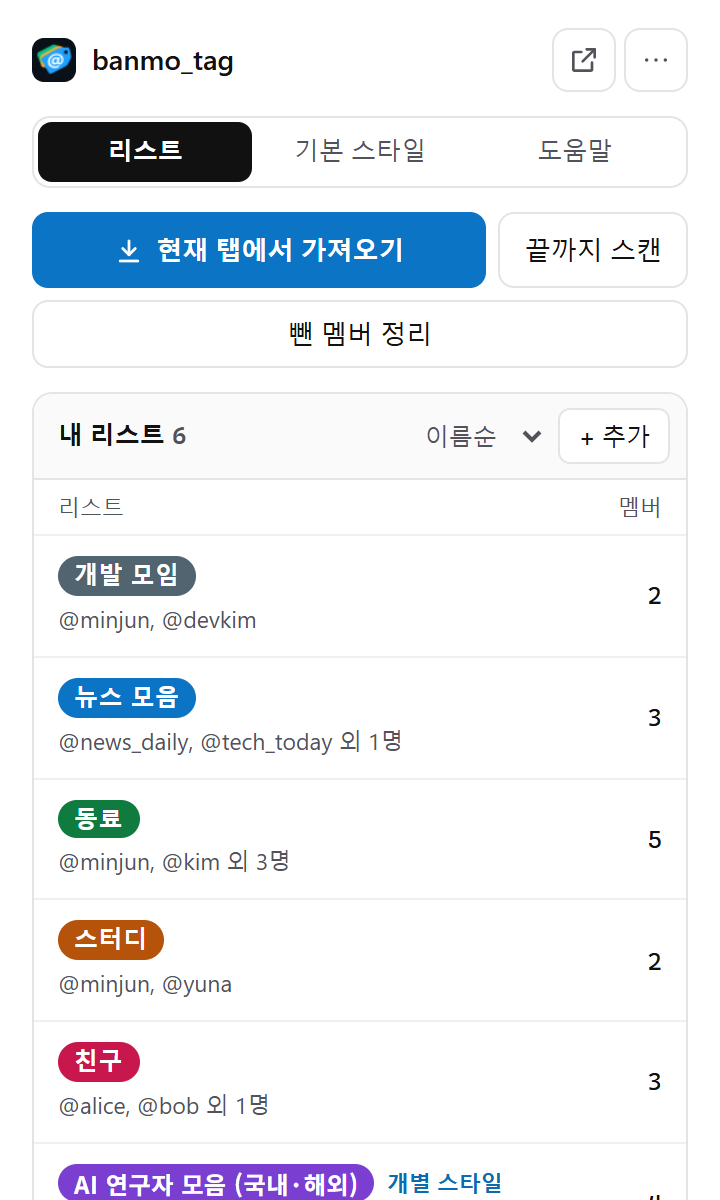 banmo_tag
리스트 기본 스타일 도움말
현재 탭에서 가져오기 끝까지 스캔
뺀 멤버 정리
내 리스트 6 이름순 + 추가
리스트 멤버
개발 모임
@minjun, @devkim 2
뉴스 모음
@news_daily, @tech_today 외 1명 3
동료
@minjun, @kim 외 3명 5
스터디
@minjun, @yuna 2
친구
@alice, @bob 외 1명 3
AI 연구자 모음 (국내·해외) 개별 스타일